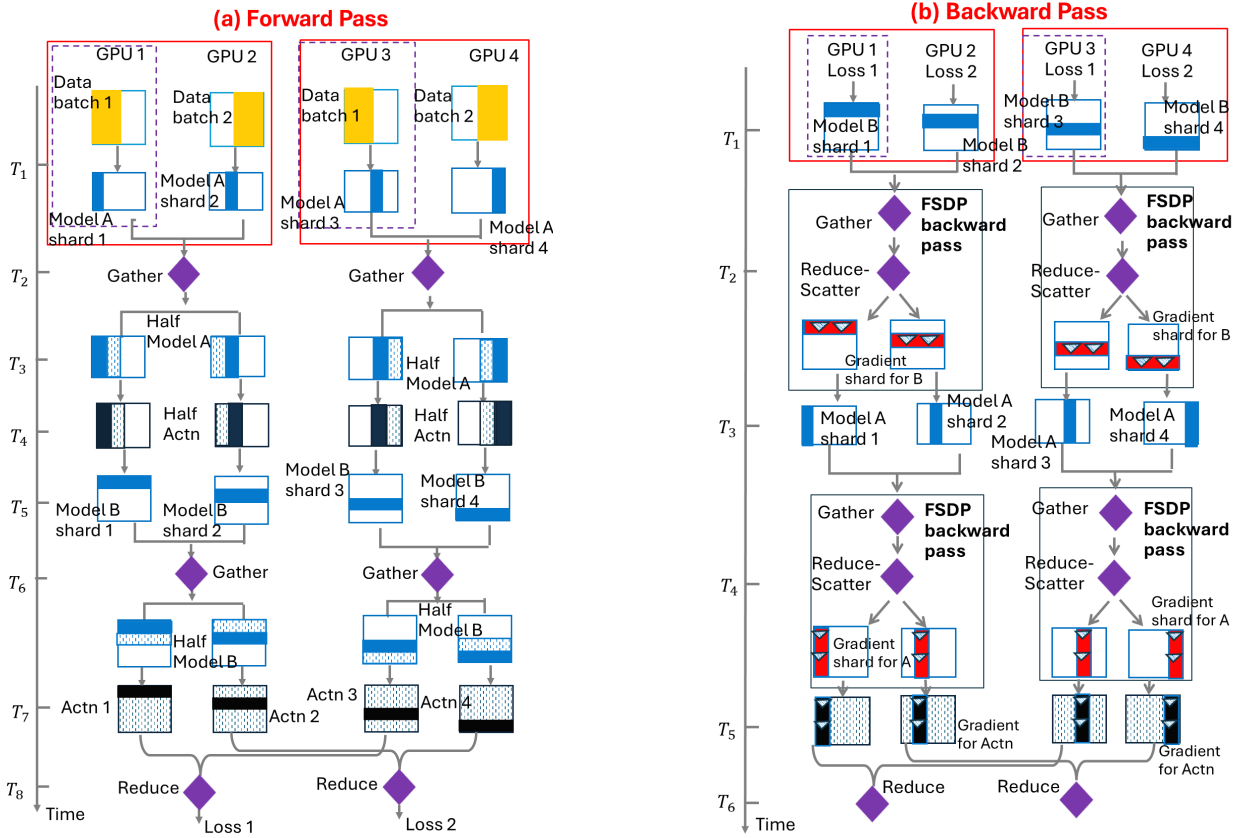 (a) Forward Pass
GPU 1
GPU 2
GPU 3
GPU 4
Data
batch 1
Data
batch 2
Data
batch 1
Data
batch 2
T1
Model A
shard 1
Model A
shard 2
Model A
shard 3
Model A
shard 4
T2
Gather
Gather
T3
Half
Model A
Half
Model A
T4
Half
Actn
Half
Actn
T5
Model B
shard 1
Model B
shard 2
Model B
shard 3
Model B
shard 4
T6
Gather
Gather
Half
Model B
Half
Model B
T7
Actn 1
Actn 2
Actn 3
Actn 4
T8
Reduce
Reduce
Time
Loss 1
Loss 2
(b) Backward Pass
GPU 1
Loss 1
GPU 2
Loss 2
GPU 3
Loss 1
GPU 4
Loss 2
T1
Model B
shard 1
Model B
shard 2
Model B
shard 3
Model B
shard 4
Gather
FSDP
backward
pass
Gather
FSDP
backward
pass
T2
Reduce-
Scatter
Reduce-
Scatter
Gradient
shard for B
Gradient
shard for B
T3
Model A
shard 1
Model A
shard 2
Model A
shard 3
Model A
shard 4
Gather
FSDP
backward
pass
Gather
FSDP
backward
pass
T4
Reduce-
Scatter
Reduce-
Scatter
Gradient
shard for A
Gradient
shard for A
T5
Gradient
for Actn
Gradient
for Actn
T6
Reduce
Reduce
Time